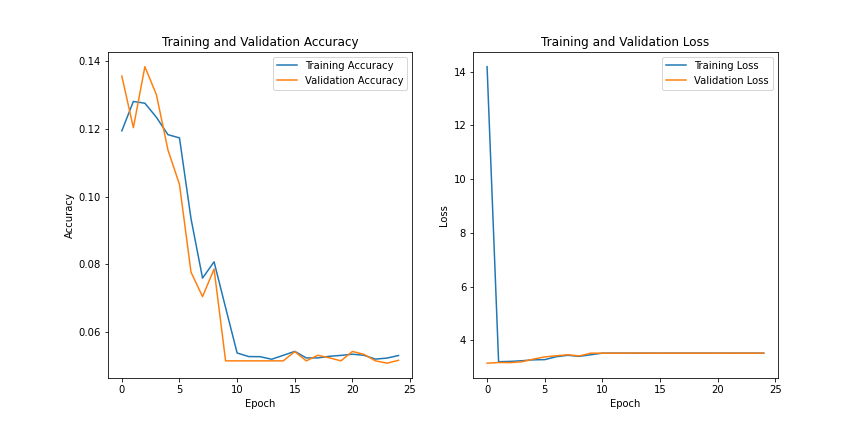 Training and Validation Accuracy
Training Accuracy
Validation Accuracy
0.14
0.12
0.10
0.08
0.06
Accuracy
0 5 10 15 20 25
Epoch
Training and Validation Loss
Training Loss
Validation Loss
14
12
10
8
6
4
Loss
0 5 10 15 20 25
Epoch